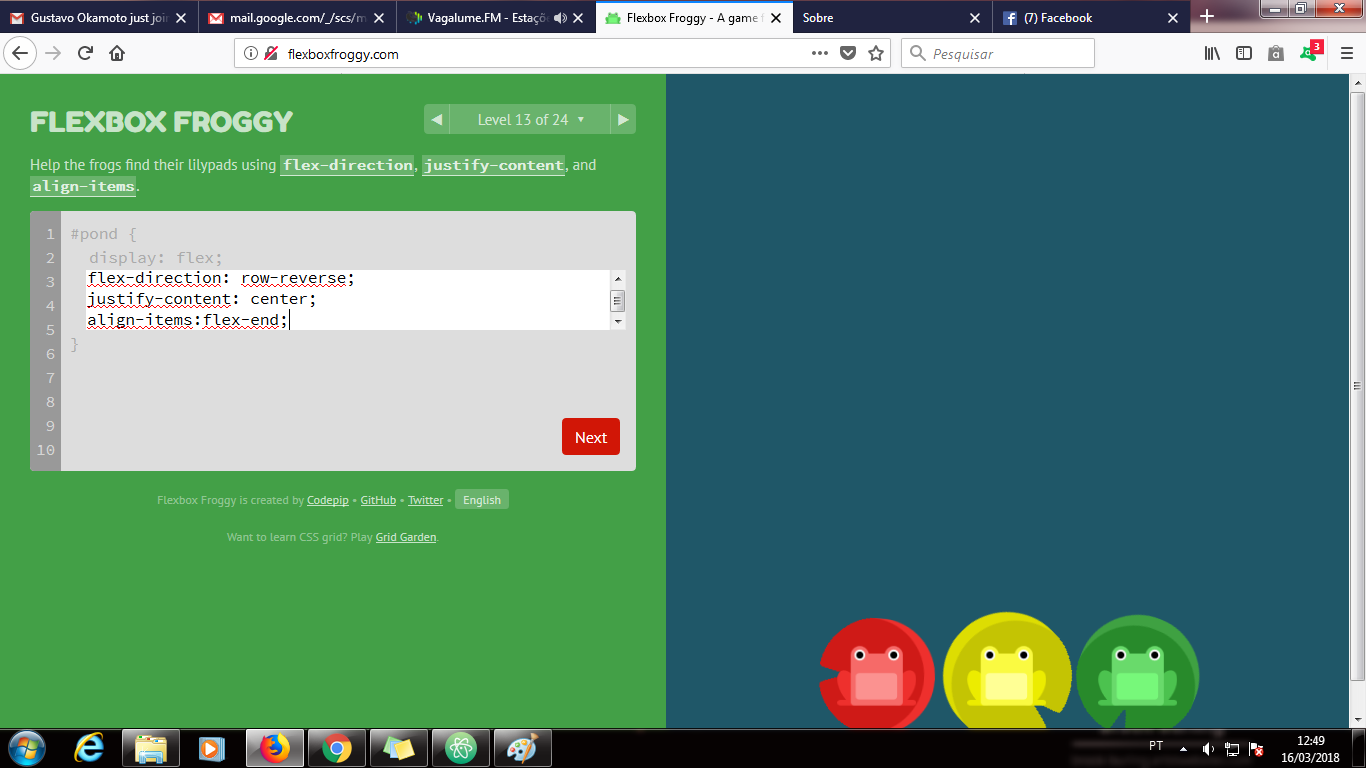 Gustavo Okamoto just joi
mail.google.com/_/scs/m
Vagalume.FM - Estaçõ
Flexbox Froggy - A game f
Sobre
(7) Facebook
flexboxfroggy.com
Pesquisar
3
FLEXBOX FROGGY
Level 13 of 24
Help the frogs find their lilypads using flex-direction, justify-content, and
align-items.
1 #pond {
2 display: flex;
3 flex-direction: row-reverse;
4 justify-content: center;
5 align-items:flex-end;
6 }
7
8
9
10
Next
Flexbox Froggy is created by Codepip • GitHub • Twitter • English
Want to learn CSS grid? Play Grid Garden.
PT
12:49
16/03/2018